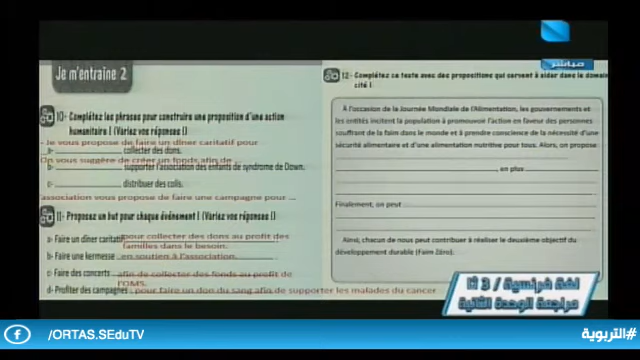 مباشر
Je m'entraîne 2
10- Complétez les phrases pour construire une proposition d'une action
humanitaire ! (Variez vos réponses !)
- Je vous propose de faire un dîner caritatif pour
a- collecter des dons.
On vous suggère de créer un fonds afin de
b- supporter l'association des enfants de syndrome de Down.
c- distribuer des colis.
association vous propose de faire une campagne pour ...
11- Proposez un but pour chaque événement ! (Variez vos réponses !)
a- Faire un dîner caritatif pour collecter des dons au profit des
familles dans le besoin.
b- Faire une kermesse en soutien à l'association.
c- Faire des concerts afin de collecter des fonds au profit de
l'OMS.
d- Profiter des campagnes : pour faire un don du sang afin de supporter les malades du cancer
12- Complétez ce texte avec des propositions qui servent à aider dans le domain
cité !
À l'occasion de la Journée Mondiale de l'Alimentation, les gouvernements et
les entités incitent la population à promouvoir l'action en faveur des personnes
souffrant de la faim dans le monde et à prendre conscience de la nécessité d'une
sécurité alimentaire et d'une alimentation nutritive pour tous. Alors, on propose
, en plus
Finalement, on peut
Ainsi, chacun de nous peut contribuer à réaliser le deuxième objectif du
développement durable (Faim Zéro).
لغة فرنسية / 3 ثا
مراجعة الوحدة الثانية
/ORTAS.SEduTV
#التربوية